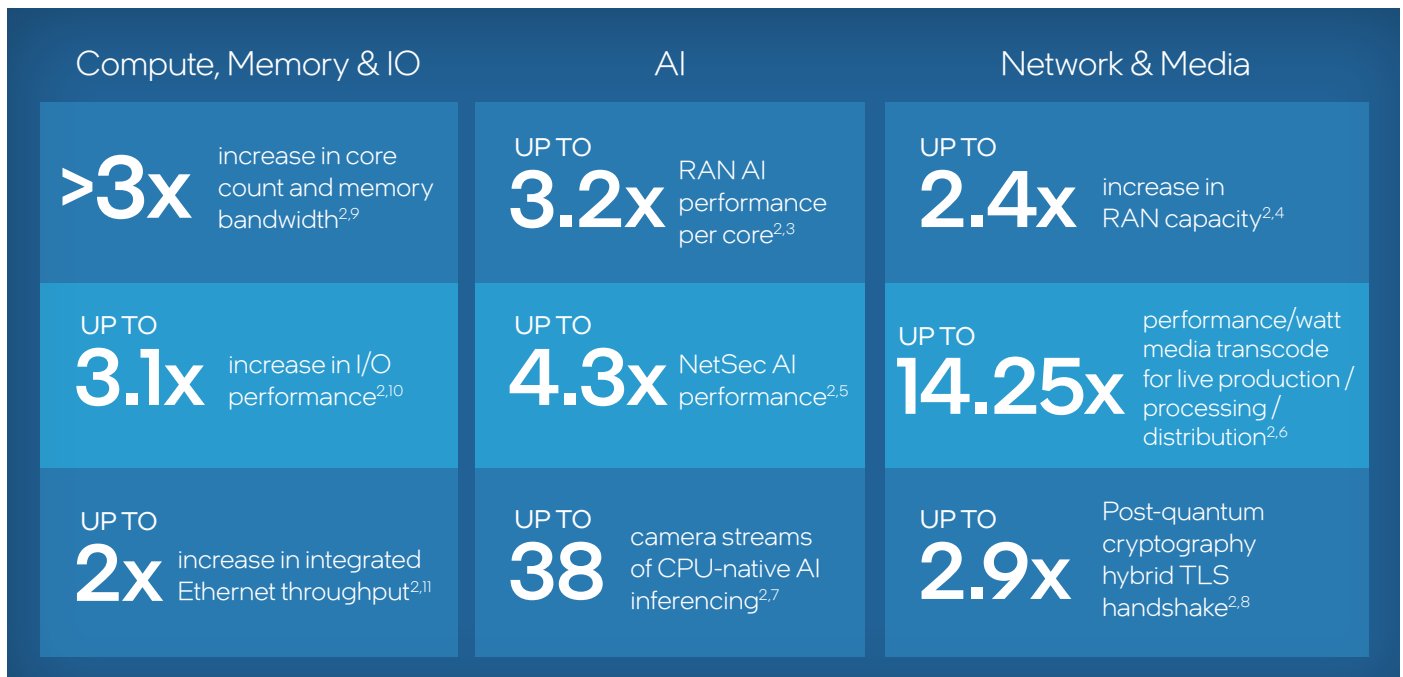 Compute, Memory & IO
>3x
increase in core
count and memory
bandwidth2,9
UP TO
3.1x
increase in I/O
performance2,10
UP TO
2x
increase in integrated
Ethernet throughput2,11
AI
UP TO
3.2x
RAN AI
performance
per core2,3
UP TO
4.3x
NetSec AI
performance2,5
UP TO
38
camera streams
of CPU-native AI
inferencing2,7
Network & Media
UP TO
2.4x
increase in
RAN capacity2,4
UP TO
14.25x
performance/watt
media transcode
for live production /
processing /
distribution2,6
UP TO
2.9x
Post-quantum
cryptography
hybrid TLS
handshake2,8